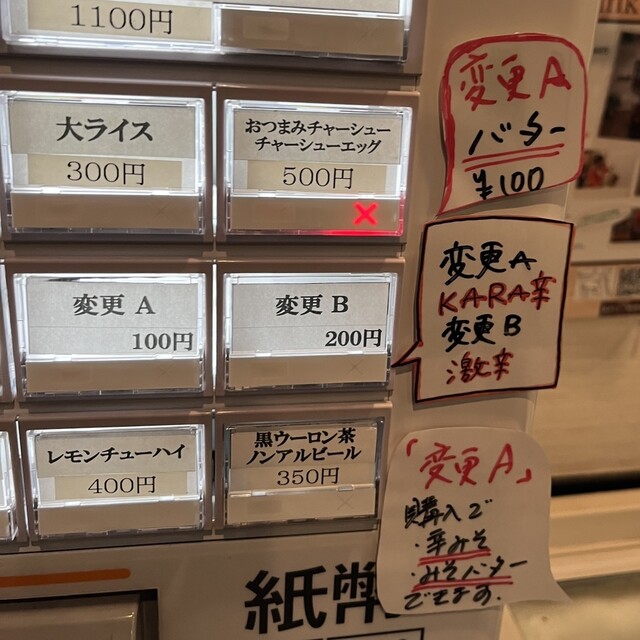 1100円
大ライス
300円
おつまみチャーシュー
チャーシューエッグ
500円
変更 A
100円
変更 B
200円
レモンチューハイ
400円
黒ウーロン茶
ノンアルビール
350円
紙幣
変更A
バター
¥100
変更A
KARA辛
変更B
激辛
「変更A」
購入で
・辛みそ
・みそバター
できます.